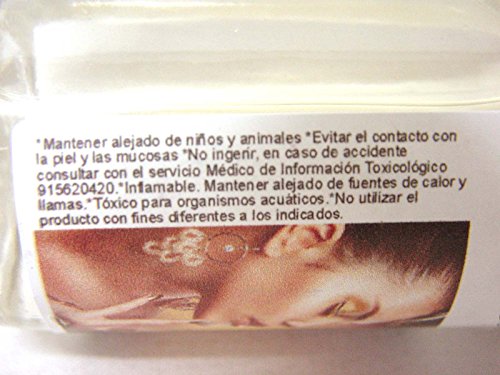 *Mantener alejado de niños y animales *Evitar el contacto con
la piel y las mucosas *No ingerir, en caso de accidente
consultar con el servicio Médico de Información Toxicológico
915620420.*Inflamable. Mantener alejado de fuentes de calor y
llamas.*Tóxico para organismos acuáticos.*No utilizar el
producto con fines diferentes a los indicados.